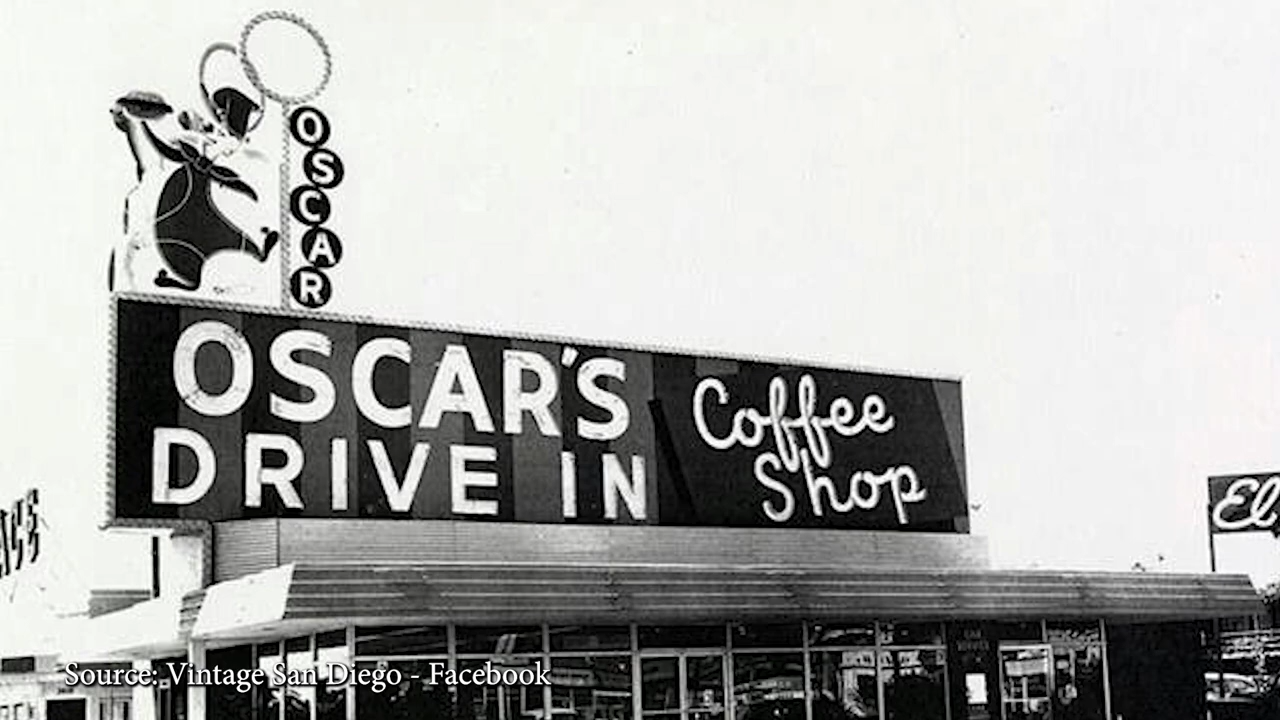 OSCAR
OSCAR'S
DRIVE IN
Coffee
Shop
Source: Vintage San Diego - Facebook